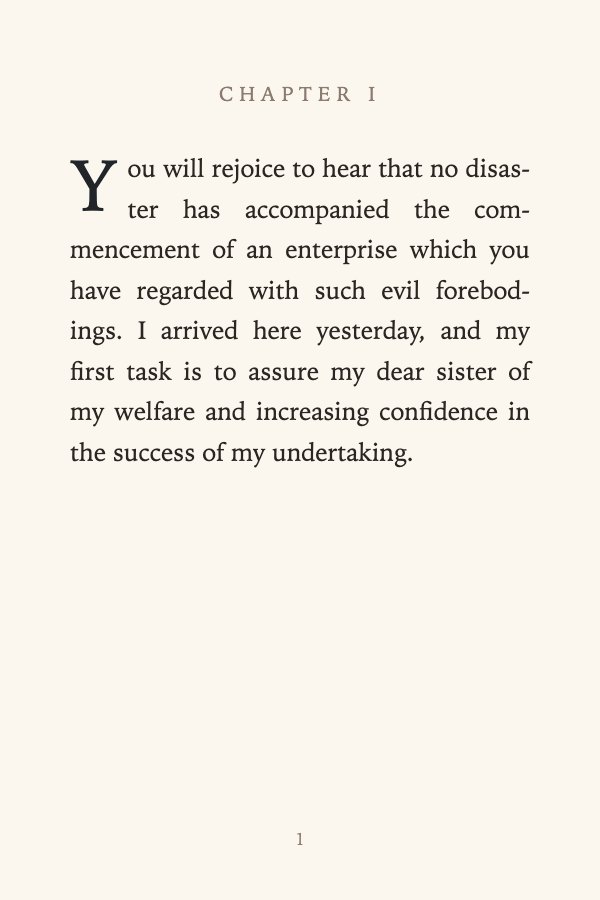 CHAPTER I
You will rejoice to hear that no disas-
ter has accompanied the com-
mencement of an enterprise which you
have regarded with such evil forebod-
ings. I arrived here yesterday, and my
first task is to assure my dear sister of
my welfare and increasing confidence in
the success of my undertaking.
1